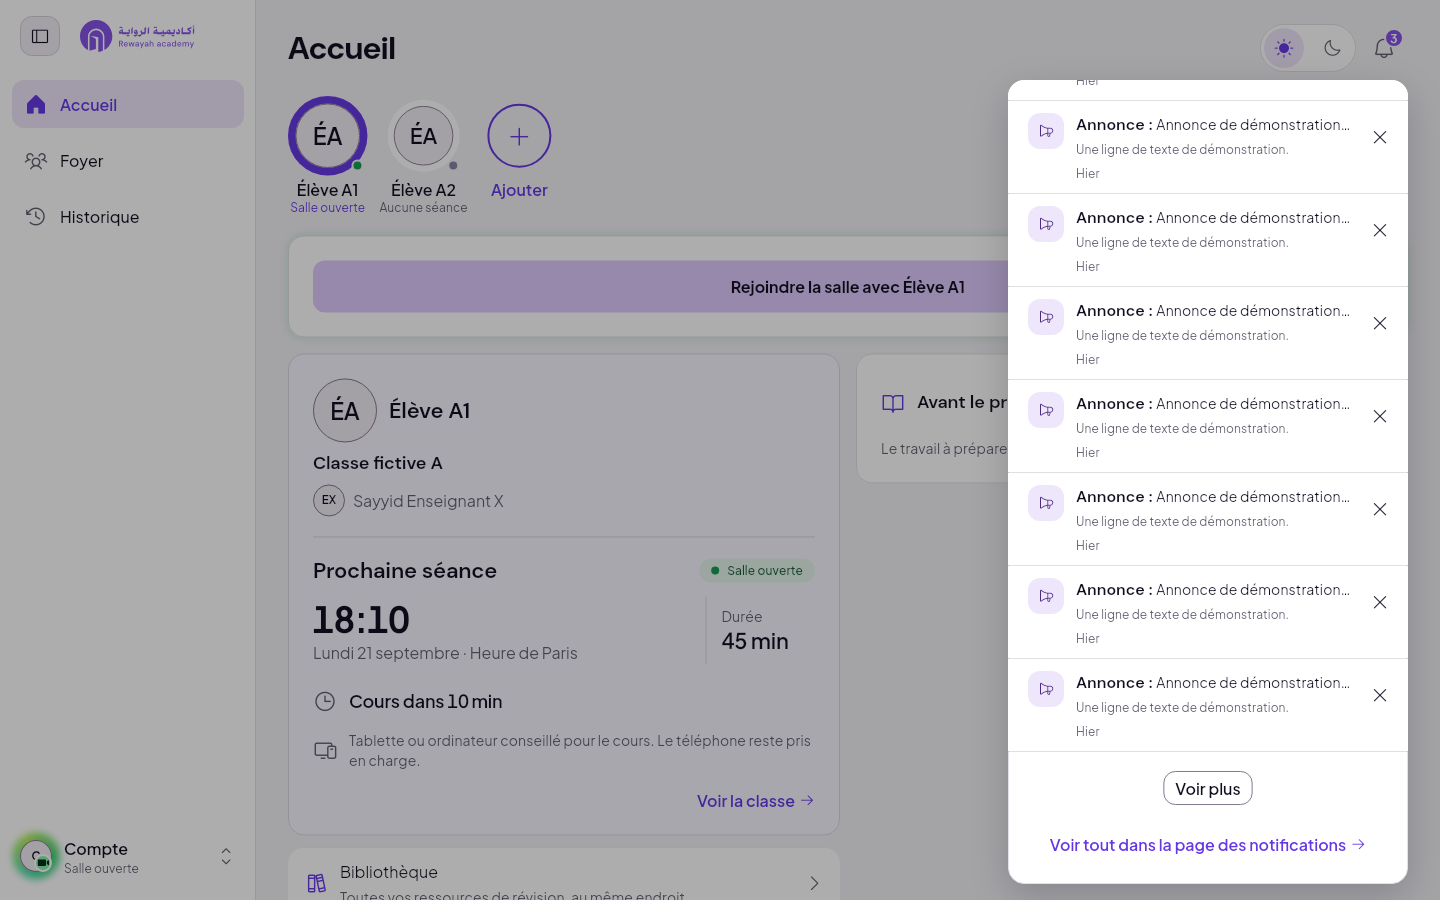 أكاديمية الرواية
Rewayah academy
Accueil
Foyer
Historique
Compte
Salle ouverte
Accueil
3
ÉA
Élève A1
Salle ouverte
ÉA
Élève A2
Aucune séance
Ajouter
Rejoindre la salle avec Élève A1
ÉA
Élève A1
Classe fictive A
EX
Sayyid Enseignant X
Prochaine séance
Salle ouverte
18:10
Lundi 21 septembre · Heure de Paris
Durée
45 min
Cours dans 10 min
Tablette ou ordinateur conseillé pour le cours. Le téléphone reste pris
en charge.
Voir la classe
Bibliothèque
Toutes vos ressources de révision, au même endroit
Avant le pr
Le travail à prépare
Hier
Annonce : Annonce de démonstration…
Une ligne de texte de démonstration.
Hier
Annonce : Annonce de démonstration…
Une ligne de texte de démonstration.
Hier
Annonce : Annonce de démonstration…
Une ligne de texte de démonstration.
Hier
Annonce : Annonce de démonstration…
Une ligne de texte de démonstration.
Hier
Annonce : Annonce de démonstration…
Une ligne de texte de démonstration.
Hier
Annonce : Annonce de démonstration…
Une ligne de texte de démonstration.
Hier
Annonce : Annonce de démonstration…
Une ligne de texte de démonstration.
Hier
Voir plus
Voir tout dans la page des notifications